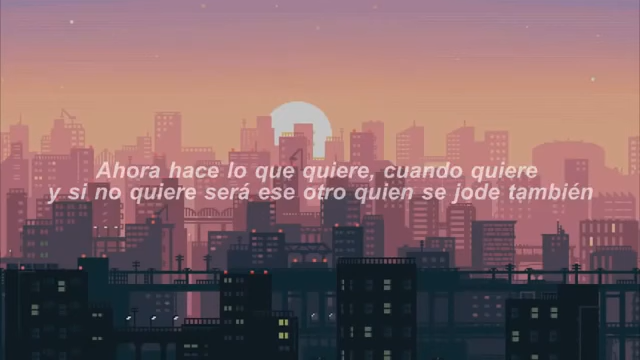 Ahora hace lo que quiere, cuando quiere
y si no quiere será ese otro quien se jode también